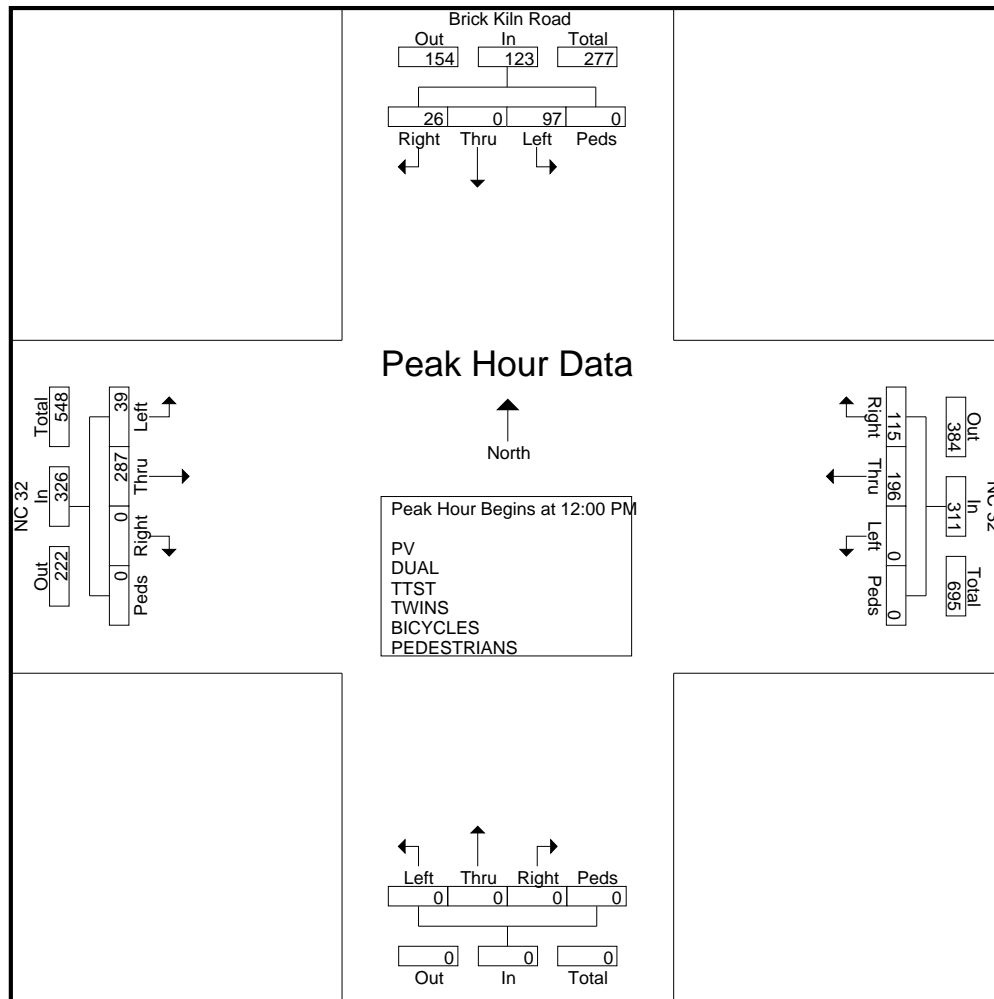 Brick Kiln Road
Out In Total
154 123 277
26 0 97 0
Right Thru Left Peds
Peak Hour Data
North
Peak Hour Begins at 12:00 PM
PV
DUAL
TTST
TWINS
BICYCLES
PEDESTRIANS
NC 32
Total In Out
548 326 222
39 287 0 0
Left Thru Right Peds
Right Thru Left Peds
115 196 0 0
Out In Total
384 311 695
NC 32
Left Thru Right Peds
0 0 0 0
0 0 0
Out In Total